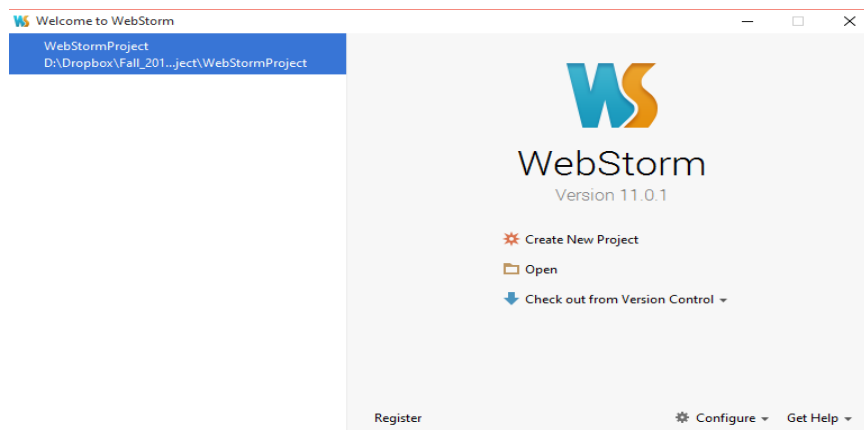 Welcome to WebStorm
WebStormProject
D:\Dropbox\Fall_201...ject\WebStormProject
WS
WebStorm
Version 11.0.1
Create New Project
Open
Check out from Version Control
Register
Configure
Get Help